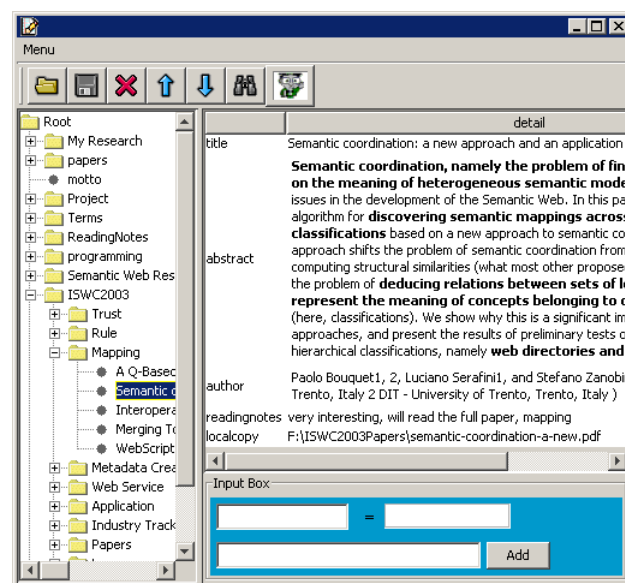 Menu
Root
My Research
papers
motto
Project
Terms
ReadingNotes
programming
Semantic Web Res
ISWC2003
Trust
Rule
Mapping
A Q-Based
Semantic c
Interopera
Merging To
WebScript
Metadata Crea
Web Service
Application
Industry Track
Papers
detail
title Semantic coordination: a new approach and an application
abstract
Semantic coordination, namely the problem of fin
on the meaning of heterogeneous semantic mode
issues in the development of the Semantic Web. In this pa
algorithm for discovering semantic mappings across
classifications based on a new approach to semantic co
approach shifts the problem of semantic coordination from
computing structural similarities (what most other propose
the problem of deducing relations between sets of l
represent the meaning of concepts belonging to
(here, classifications). We show why this is a significant im
approaches, and present the results of preliminary tests o
hierarchical classifications, namely web directories and
author
Paolo Bouquet1, 2, Luciano Serafini1, and Stefano Zanobi
Trento, Italy 2 DIT - University of Trento, Trento, Italy )
readingnotes very interesting, will read the full paper, mapping
localcopy F:\ISWC2003Papers\semantic-coordination-a-new.pdf
Input Box
=
Add